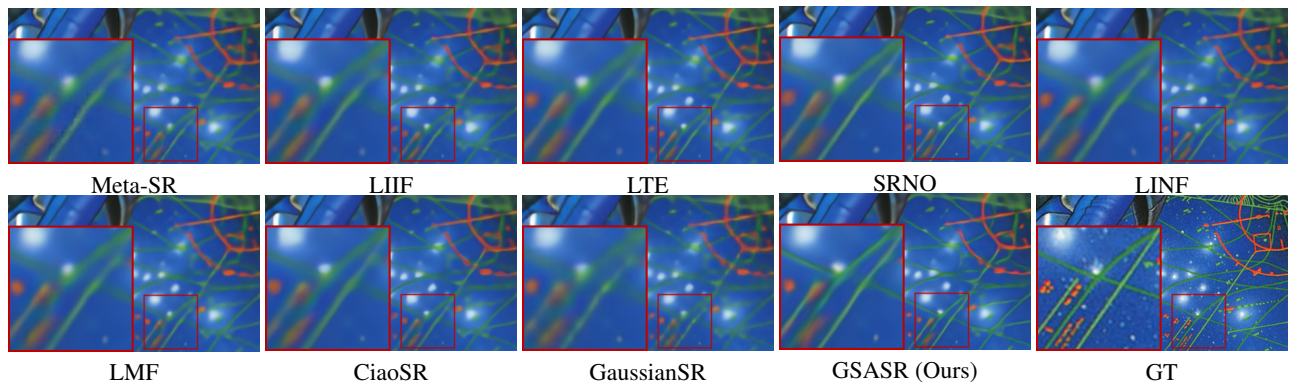 Meta-SR LIIF LTE SRNO LINF
LMF CiaoSR GaussianSR GSASR (Ours) GT